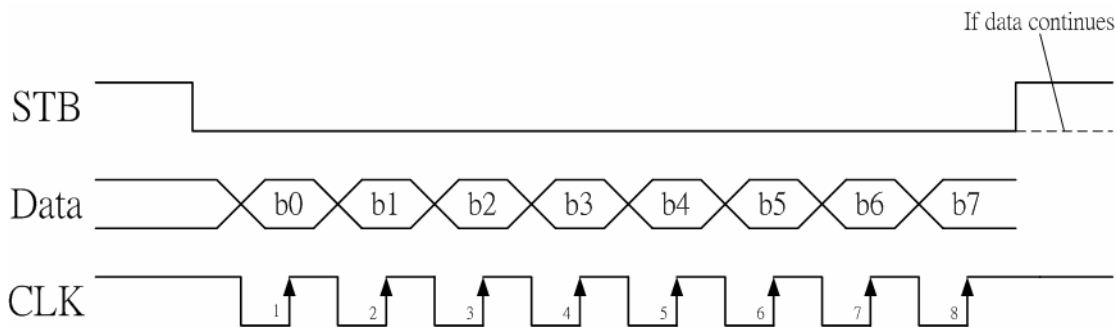 If data continues
STB
Data b0 b1 b2 b3 b4 b5 b6 b7
CLK 1 2 3 4 5 6 7 8